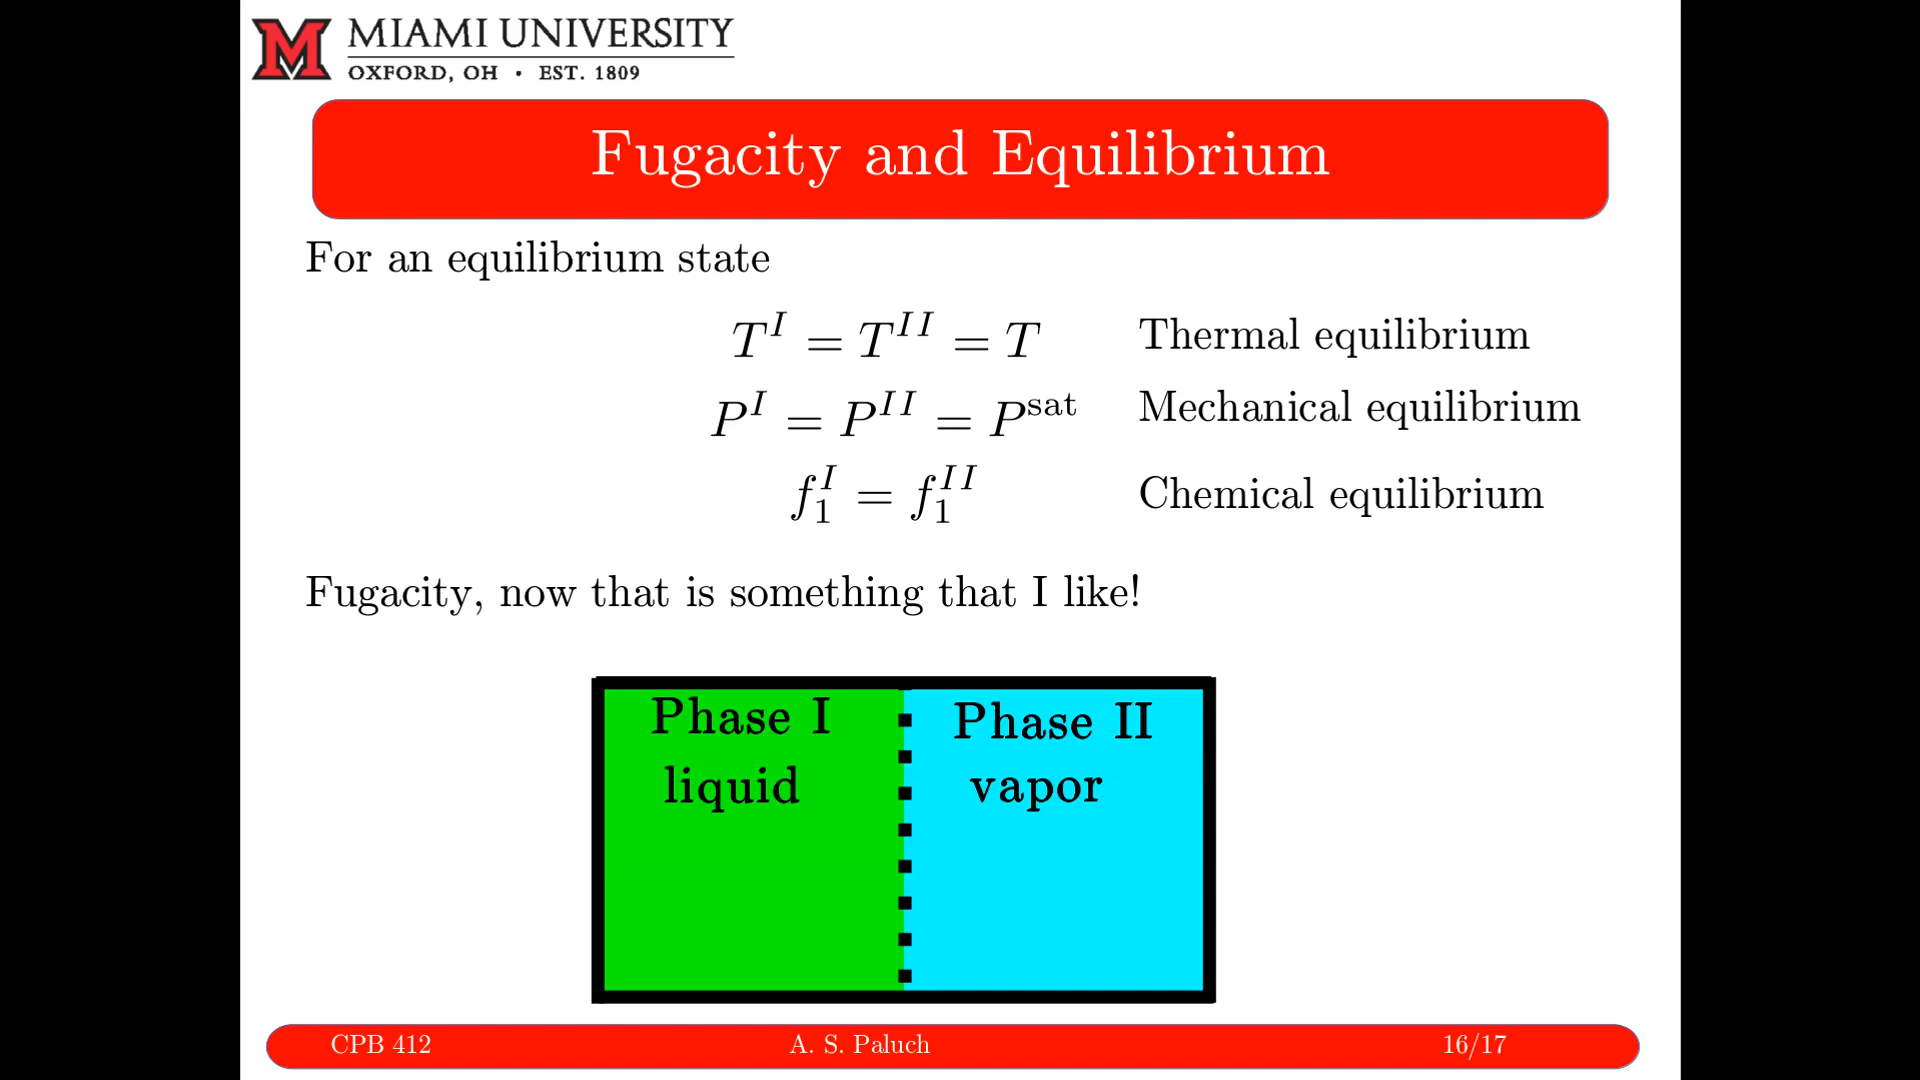 MIAMI UNIVERSITY
OXFORD, OH • EST. 1809
Fugacity and Equilibrium
For an equilibrium state
T^I = T^II = T Thermal equilibrium
P^I = P^II = P^sat Mechanical equilibrium
f_1^I = f_1^II Chemical equilibrium
Fugacity, now that is something that I like!
Phase I
liquid
Phase II
vapor
CPB 412 A. S. Paluch 16/17